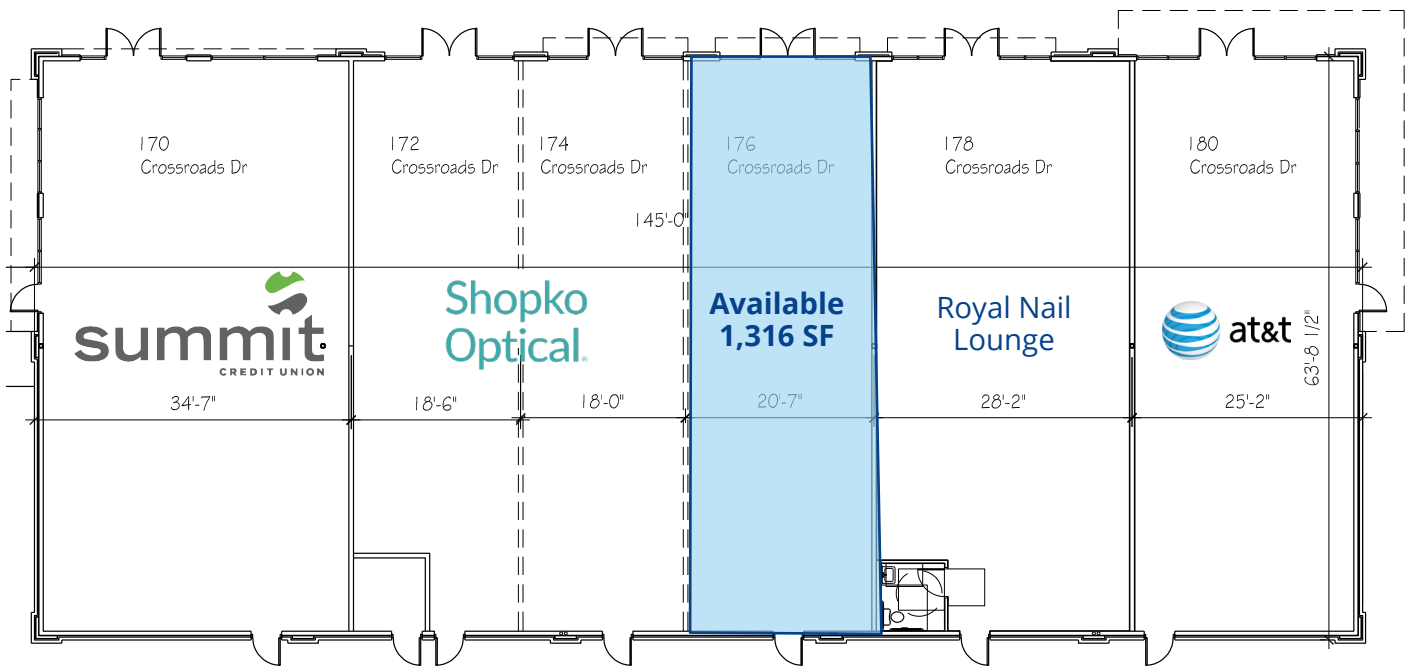 170
Crossroads Dr
172
Crossroads Dr
174
Crossroads Dr
176
Crossroads Dr
178
Crossroads Dr
180
Crossroads Dr
145'-0"
summit
CREDIT UNION
Shopko
Optical
Available
1,316 SF
Royal Nail
Lounge
at&t
63'-8 1/2"
34'-7"
18'-6"
18'-0"
20'-7"
28'-2"
25'-2"